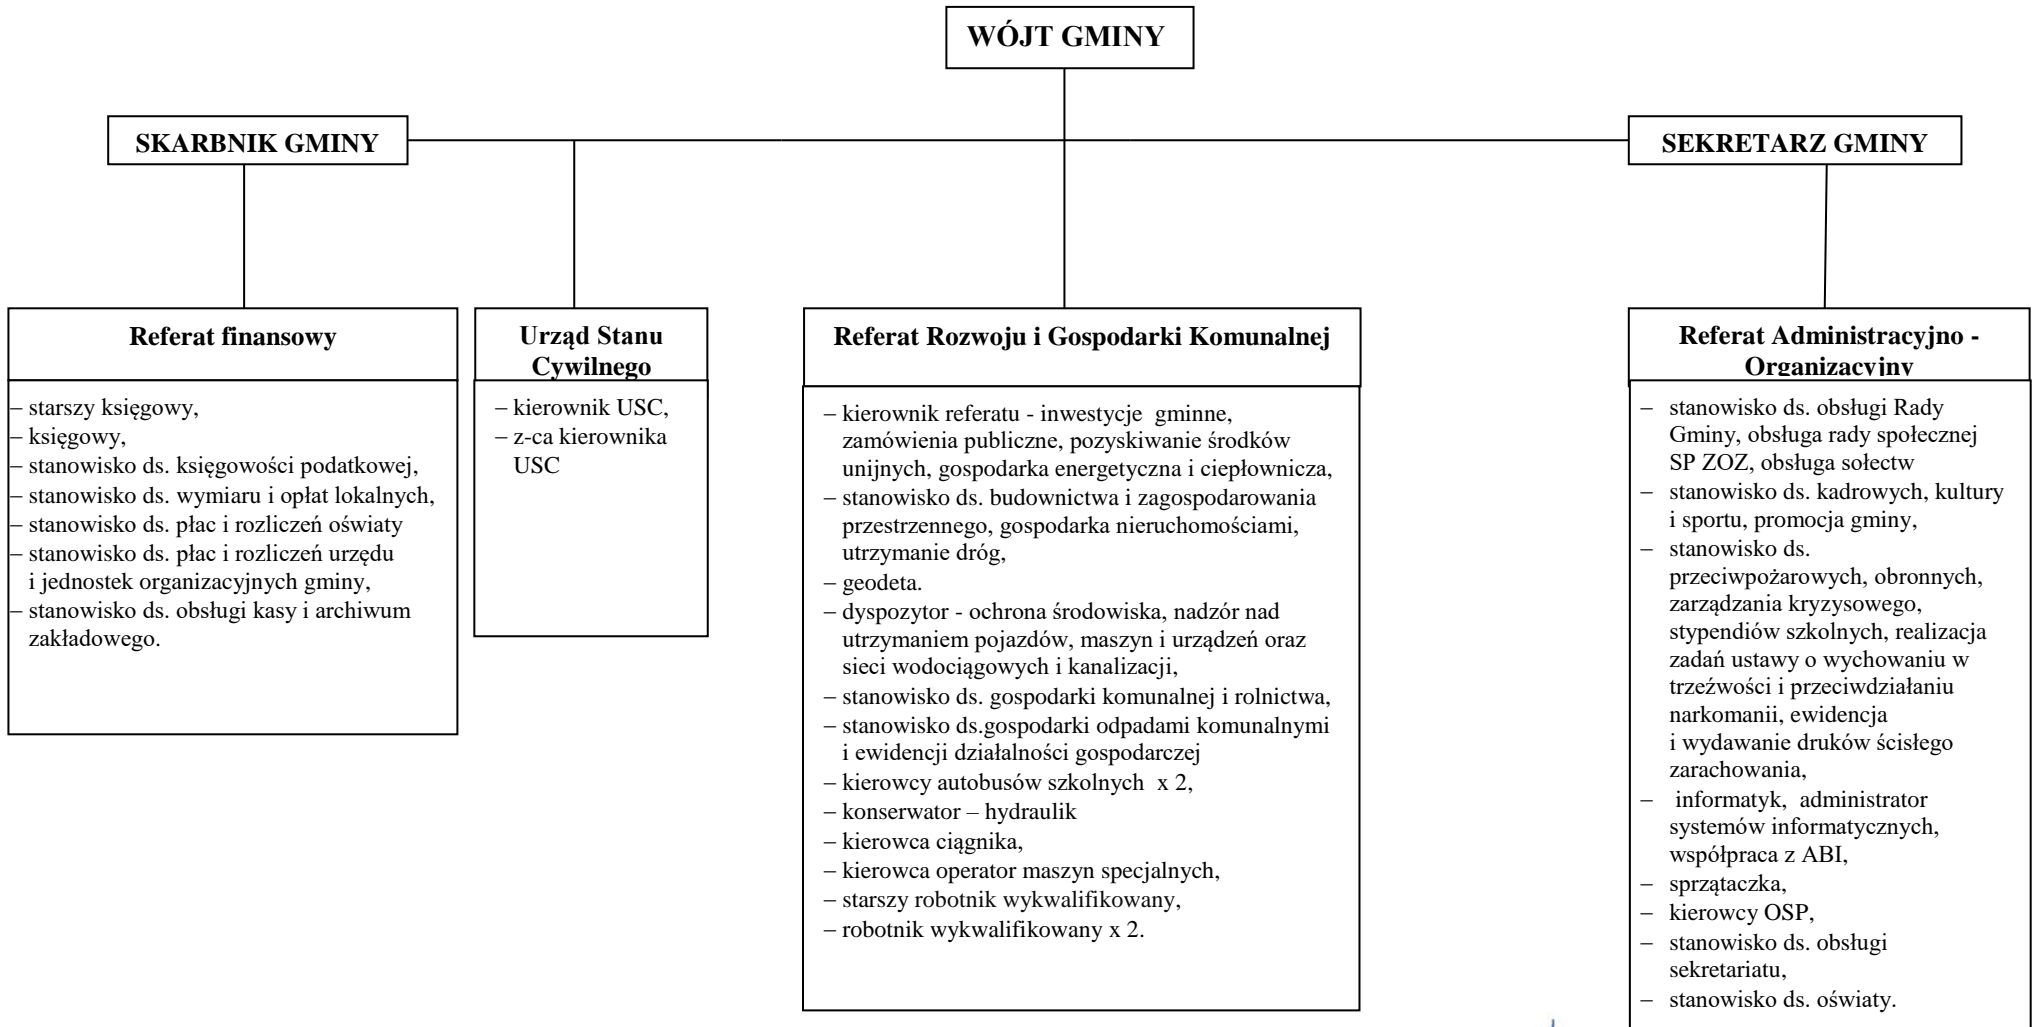 WÓJT GMINY
SKARBNIK GMINY
SEKRETARZ GMINY
Referat finansowy
– starszy księgowy,
– księgowy,
– stanowisko ds. księgowości podatkowej,
– stanowisko ds. wymiaru i opłat lokalnych,
– stanowisko ds. płac i rozliczeń oświaty
– stanowisko ds. płac i rozliczeń urzędu
i jednostek organizacyjnych gminy,
– stanowisko ds. obsługi kasy i archiwum
zakładowego.
Urząd Stanu
Cywilnego
– kierownik USC,
– z-ca kierownika
USC
Referat Rozwoju i Gospodarki Komunalnej
– kierownik referatu - inwestycje  gminne,
zamówienia publiczne, pozyskiwanie środków
unijnych, gospodarka energetyczna i ciepłownicza,
– stanowisko ds. budownictwa i zagospodarowania
przestrzennego, gospodarka nieruchomościami,
utrzymanie dróg,
– geodeta.
– dyspozytor - ochrona środowiska, nadzór nad
utrzymaniem pojazdów, maszyn i urządzeń oraz
sieci wodociągowych i kanalizacji,
– stanowisko ds. gospodarki komunalnej i rolnictwa,
– stanowisko ds.gospodarki odpadami komunalnymi
i ewidencji działalności gospodarczej
– kierowcy autobusów szkolnych  x 2,
– konserwator – hydraulik
– kierowca ciągnika,
– kierowca operator maszyn specjalnych,
– starszy robotnik wykwalifikowany,
– robotnik wykwalifikowany x 2.
Referat Administracyjno -
Organizacyjny
– stanowisko ds. obsługi Rady
Gminy, obsługa rady społecznej
SP ZOZ, obsługa sołectw
– stanowisko ds. kadrowych, kultury
i sportu, promocja gminy,
– stanowisko ds.
przeciwpożarowych, obronnych,
zarządzania kryzysowego,
stypendiów szkolnych, realizacja
zadań ustawy o wychowaniu w
trzeźwości i przeciwdziałaniu
narkomanii, ewidencja
i wydawanie druków ścisłego
zarachowania,
– informatyk,  administrator
systemów informatycznych,
współpraca z ABI,
– sprzątaczka,
– kierowcy OSP,
– stanowisko ds. obsługi
sekretariatu,
– stanowisko ds. oświaty.